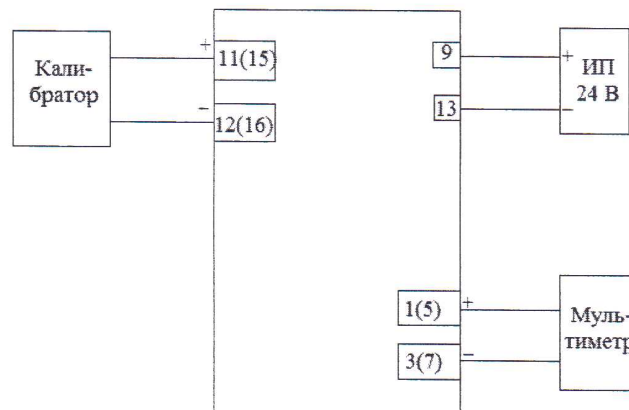 +
Кали-
братор
11(15)
−
12(16)
9
+
ИП
24 В
13
−
1(5)
+
Муль-
тиметр
3(7)
−